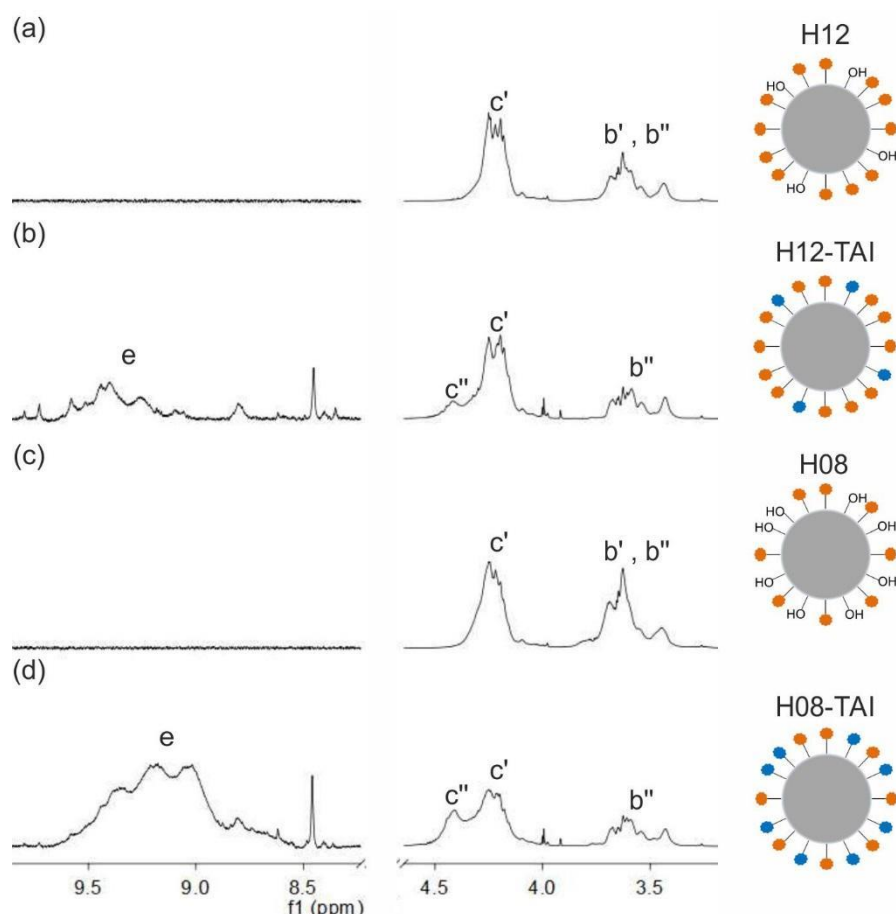 (a)
c'
b' , b"
H12
OH
HO
OH
HO
(b)
e
c"
c'
b"
H12-TAI
(c)
c'
b' , b"
H08
OH
HO
HO
OH
HO
OH
HO
OH
(d)
e
c"
c'
b"
H08-TAI
9.5 9.0 8.5 4.5 4.0 3.5
f1 (ppm)